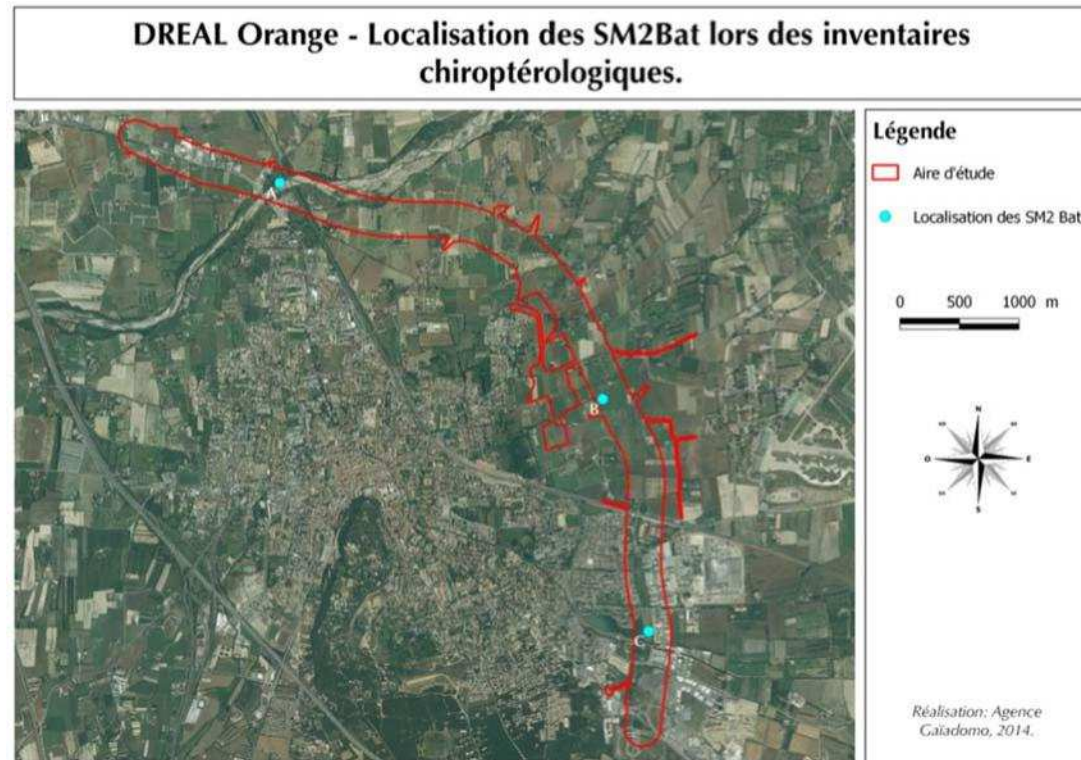 DREAL Orange - Localisation des SM2Bat lors des inventaires
chiroptérologiques.
Légende
Aire d'étude
Localisation des SM2 Bat
0 500 1000 m
A
B
C
N
O E
S
Réalisation: Agence
Gaïadomo, 2014.